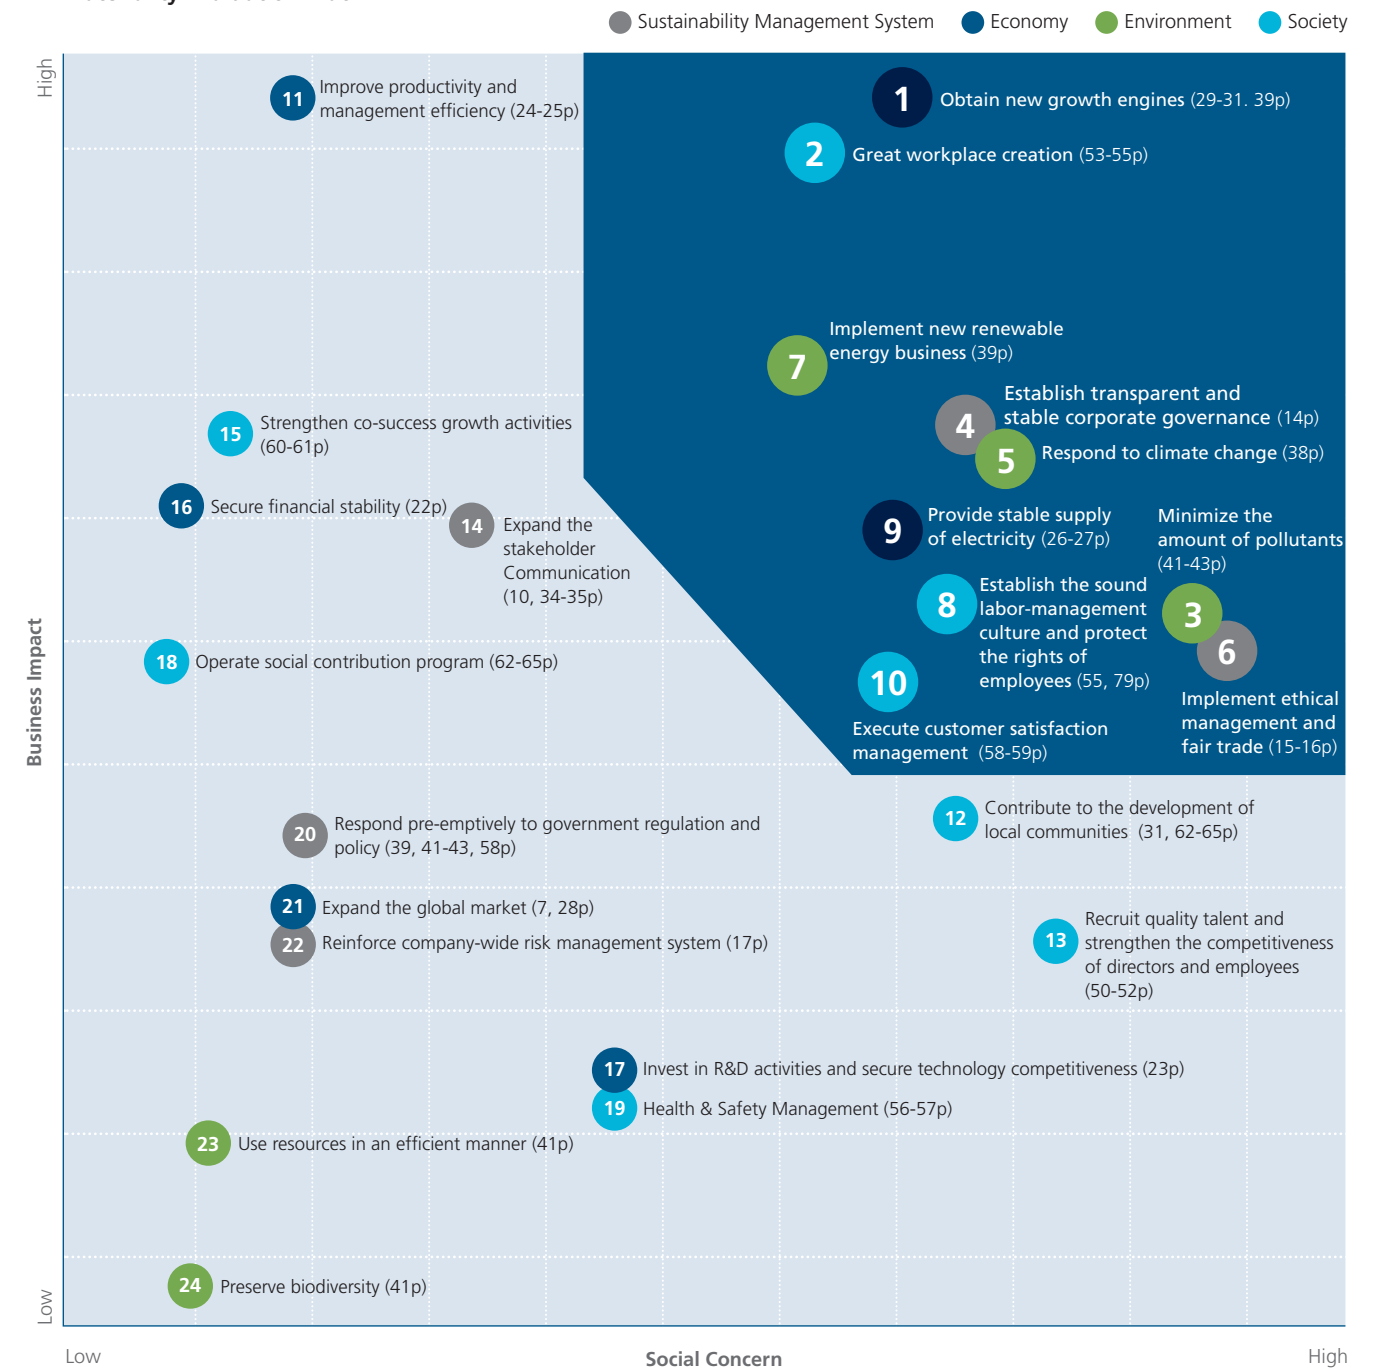 Sustainability Management System
Economy
Environment
Society
High
11
Improve productivity and
management efficiency (24-25p)
1
Obtain new growth engines (29-31. 39p)
2
Great workplace creation (53-55p)
7
Implement new renewable
energy business (39p)
4
Establish transparent and
stable corporate governance (14p)
5
Respond to climate change (38p)
15
Strengthen co-success growth activities
(60-61p)
16
Secure financial stability (22p)
14
Expand the
stakeholder
Communication
(10, 34-35p)
9
Provide stable supply
of electricity (26-27p)
Minimize the
amount of pollutants
(41-43p)
3
8
Establish the sound
labor-management
culture and protect
the rights of
employees (55, 79p)
6
Implement ethical
management and
fair trade (15-16p)
10
Execute customer satisfaction
management (58-59p)
18
Operate social contribution program (62-65p)
Business Impact
20
Respond pre-emptively to government regulation and
policy (39, 41-43, 58p)
12
Contribute to the development of
local communities (31, 62-65p)
21
Expand the global market (7, 28p)
22
Reinforce company-wide risk management system (17p)
13
Recruit quality talent and
strengthen the competitiveness
of directors and employees
(50-52p)
17
Invest in R&D activities and secure technology competitiveness (23p)
19
Health & Safety Management (56-57p)
23
Use resources in an efficient manner (41p)
24
Preserve biodiversity (41p)
Low
Low
Social Concern
High